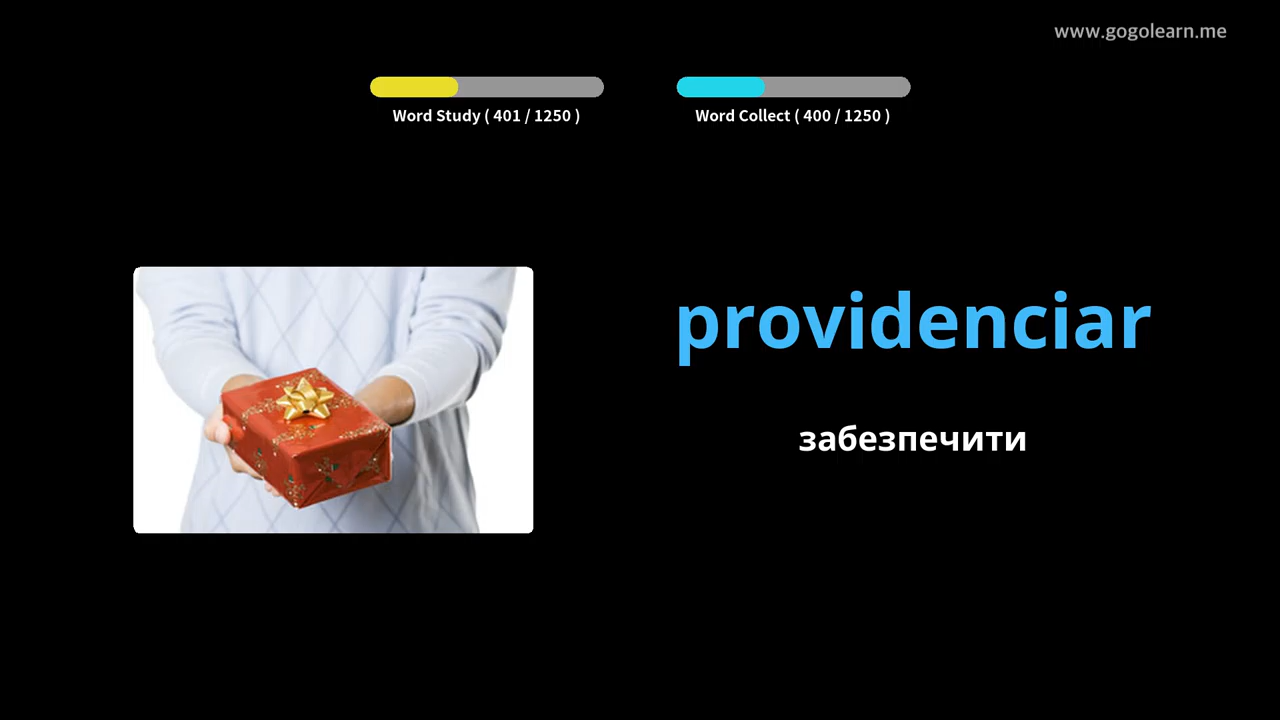 www.gogolearn.me
Word Study ( 401 / 1250 )
Word Collect ( 400 / 1250 )
providenciar
забезпечити